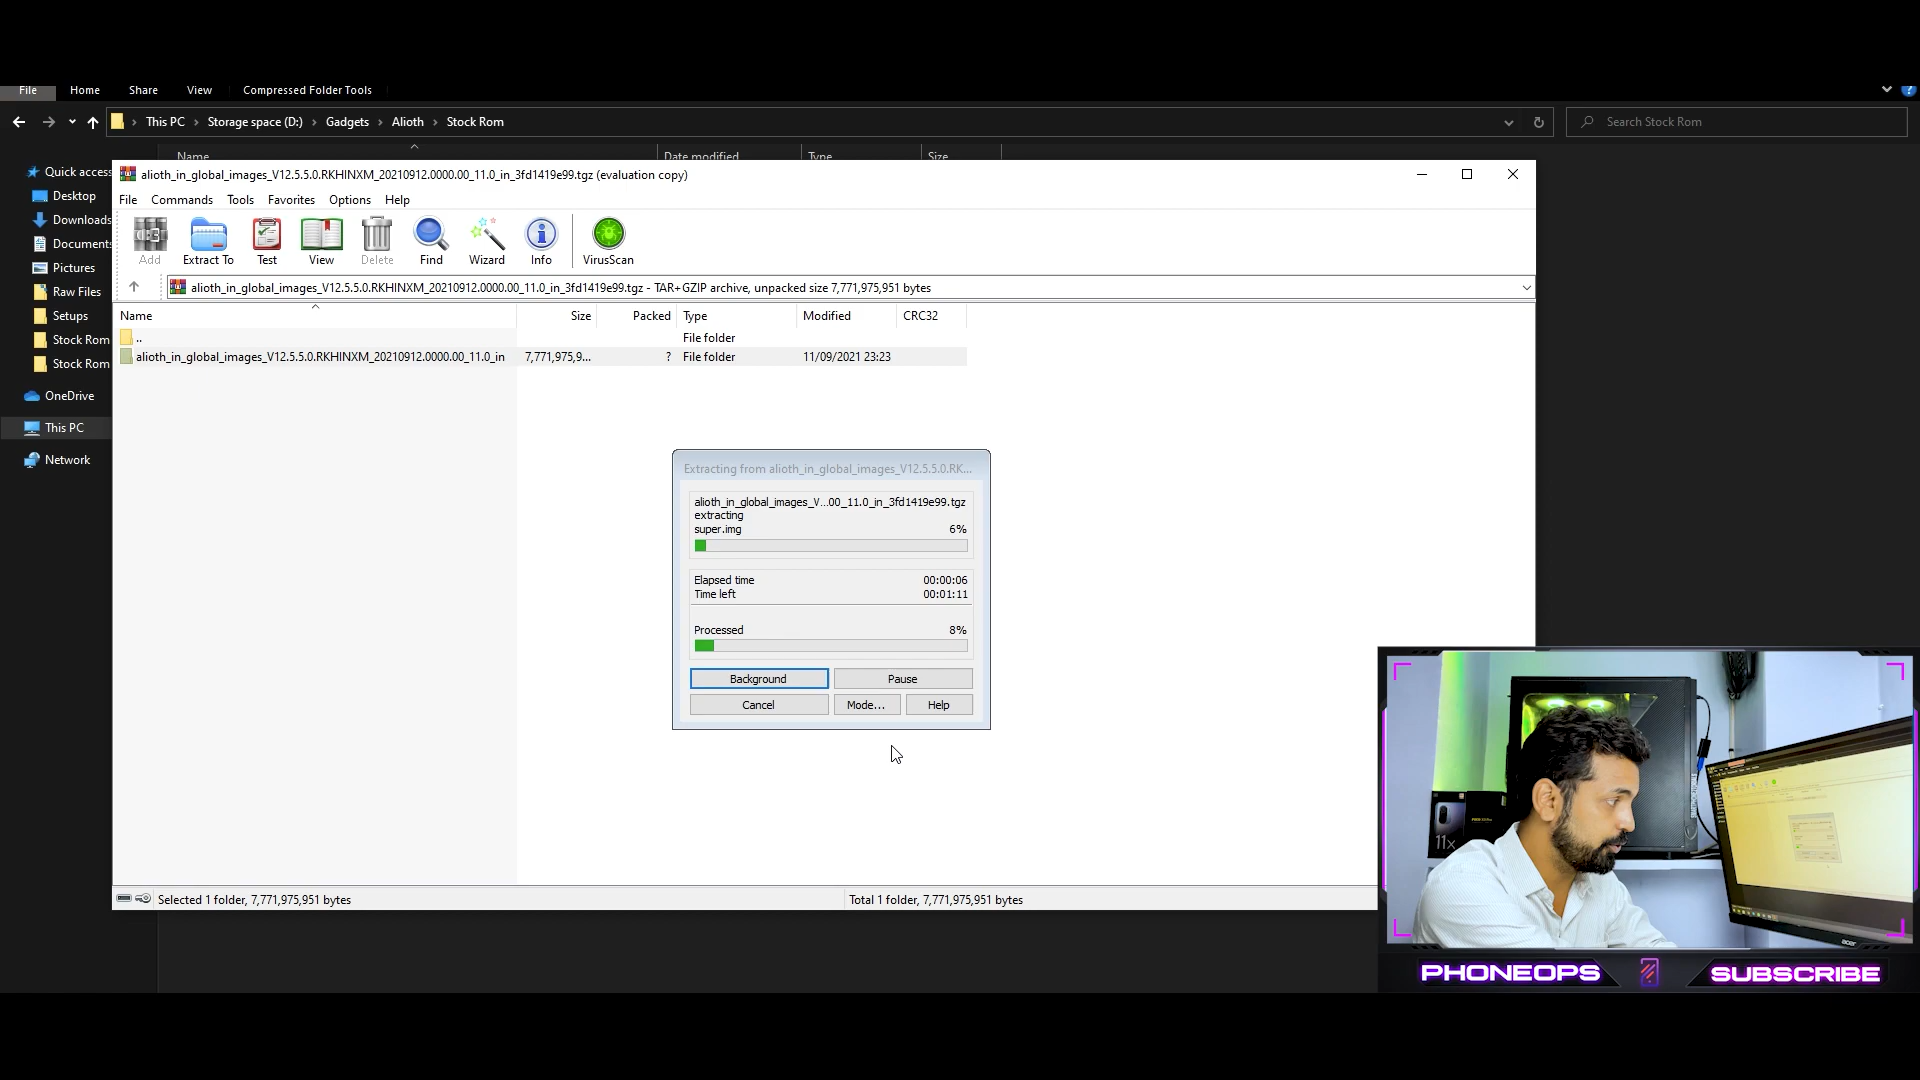 File Home Share View Compressed Folder Tools
This PC › Storage space (D:) › Gadgets › Alioth › Stock Rom
Search Stock Rom
Name Date modified Type Size
Quick access
Desktop
Downloads
Documents
Pictures
Raw Files
Setups
Stock Rom
Stock Rom
OneDrive
This PC
Network
alioth_in_global_images_V12.5.5.0.RKHINXM_20210912.0000.00_11.0_in_3fd1419e99.tgz (evaluation copy)
File Commands Tools Favorites Options Help
Add Extract To Test View Delete Find Wizard Info VirusScan
alioth_in_global_images_V12.5.5.0.RKHINXM_20210912.0000.00_11.0_in_3fd1419e99.tgz - TAR+GZIP archive, unpacked size 7,771,975,951 bytes
Name Size Packed Type Modified CRC32
.. File folder
alioth_in_global_images_V12.5.5.0.RKHINXM_20210912.0000.00_11.0_in 7,771,975,9... ? File folder 11/09/2021 23:23
Extracting from alioth_in_global_images_V12.5.5.0.RK...
alioth_in_global_images_V...00_11.0_in_3fd1419e99.tgz
extracting
super.img 6%
Elapsed time 00:00:06
Time left 00:01:11
Processed 8%
Background Pause
Cancel Mode... Help
Selected 1 folder, 7,771,975,951 bytes
Total 1 folder, 7,771,975,951 bytes
11x
acer
PHONEOPS SUBSCRIBE